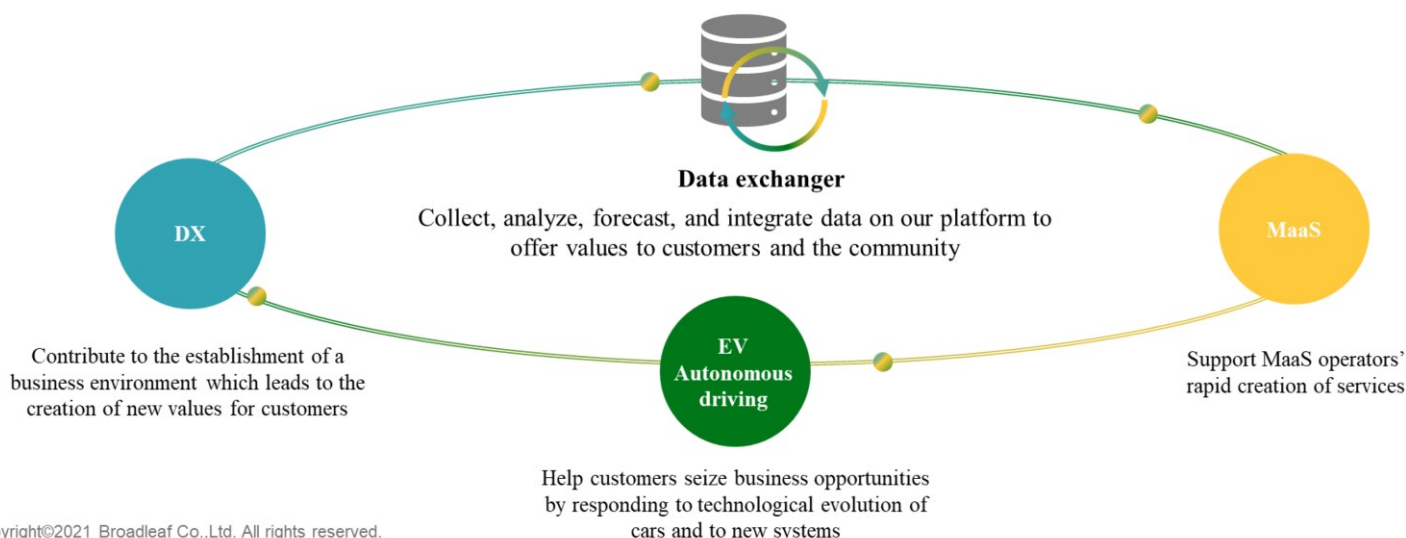 Data exchanger
Collect, analyze, forecast, and integrate data on our platform to
offer values to customers and the community
DX
Contribute to the establishment of a
business environment which leads to the
creation of new values for customers
EV
Autonomous
driving
Help customers seize business opportunities
by responding to technological evolution of
cars and to new systems
MaaS
Support MaaS operators’
rapid creation of services
yright©2021 Broadleaf Co.,Ltd. All rights reserved.